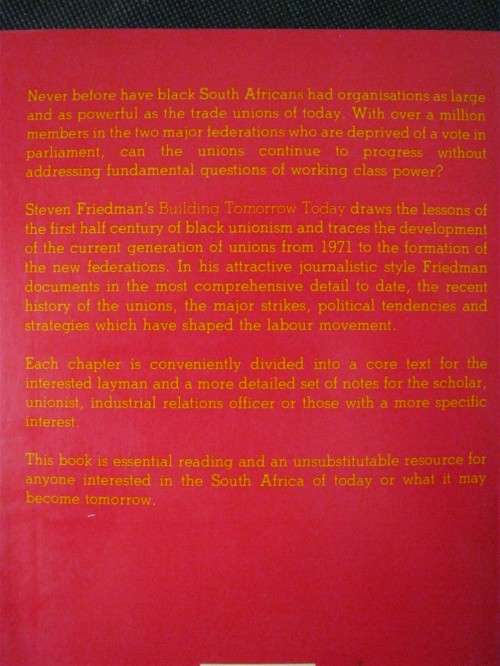 Never before have black South Africans had organisations as large
and as powerful as the trade unions of today. With over a million
members in the two major federations who are deprived of a vote in
parliament, can the unions continue to progress without
addressing fundamental questions of working class power?
Steven Friedman's Building Tomorrow Today draws the lessons of
the first half century of black unionism and traces the development
of the current generation of unions from 1971 to the formation of
the new federations. In his attractive journalistic style Friedman
documents in the most comprehensive detail to date, the recent
history of the unions, the major strikes, political tendencies and
strategies which have shaped the labour movement.
Each chapter is conveniently divided into a core text for the
interested layman and a more detailed set of notes for the scholar,
unionist, industrial relations officer or those with a more specific
interest.
This book is essential reading and an unsubstitutable resource for
anyone interested in the South Africa of today or what it may
become tomorrow.